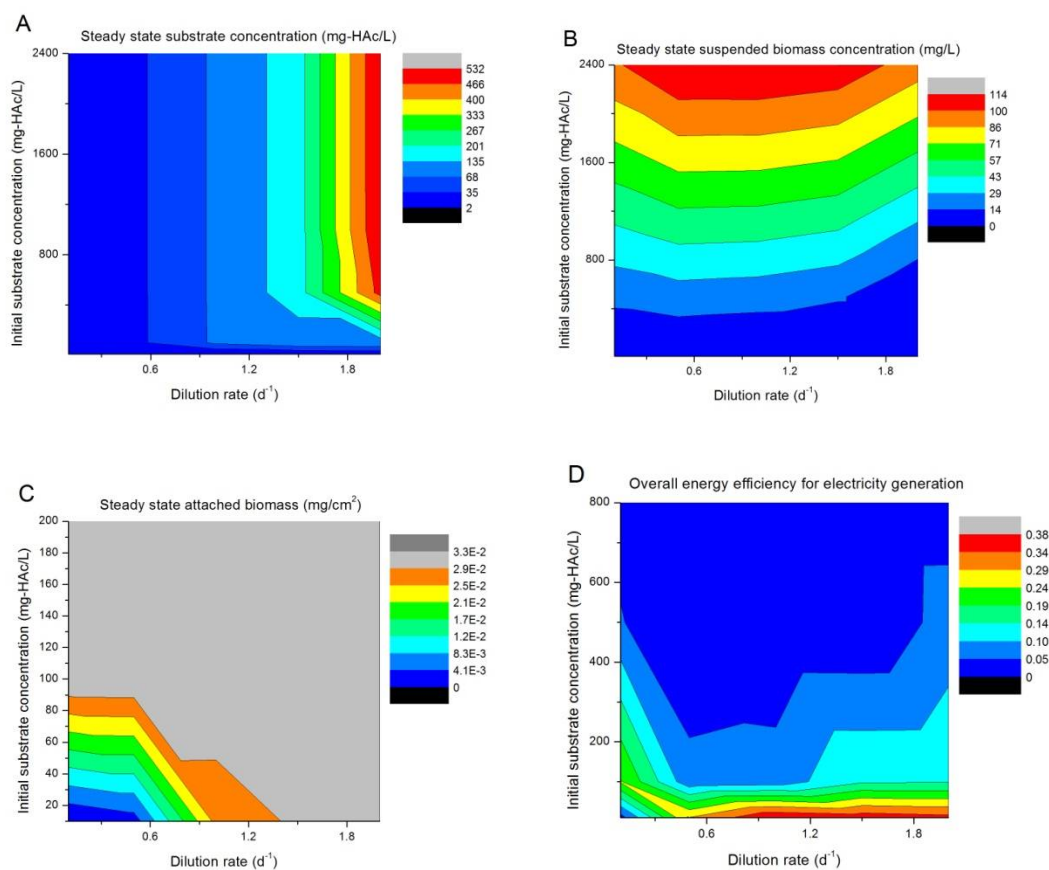 A
Steady state substrate concentration (mg-HAc/L)
2400
1600
800
0.6
1.2
1.8
Initial substrate concentration (mg-HAc/L)
Dilution rate (d⁻¹)
532
466
400
333
267
201
135
68
35
2
B
Steady state suspended biomass concentration (mg/L)
2400
1600
800
0.6
1.2
1.8
Initial substrate concentration (mg-HAc/L)
Dilution rate (d⁻¹)
114
100
86
71
57
43
29
14
0
C
Steady state attached biomass (mg/cm²)
200
180
160
140
120
100
80
60
40
20
0.6
1.2
1.8
Initial substrate concentration (mg-HAc/L)
Dilution rate (d⁻¹)
3.3E-2
2.9E-2
2.5E-2
2.1E-2
1.7E-2
1.2E-2
8.3E-3
4.1E-3
0
D
Overall energy efficiency for electricity generation
800
600
400
200
0.6
1.2
1.8
Initial substrate concentration (mg-HAc/L)
Dilution rate (d⁻¹)
0.38
0.34
0.29
0.24
0.19
0.14
0.10
0.05
0